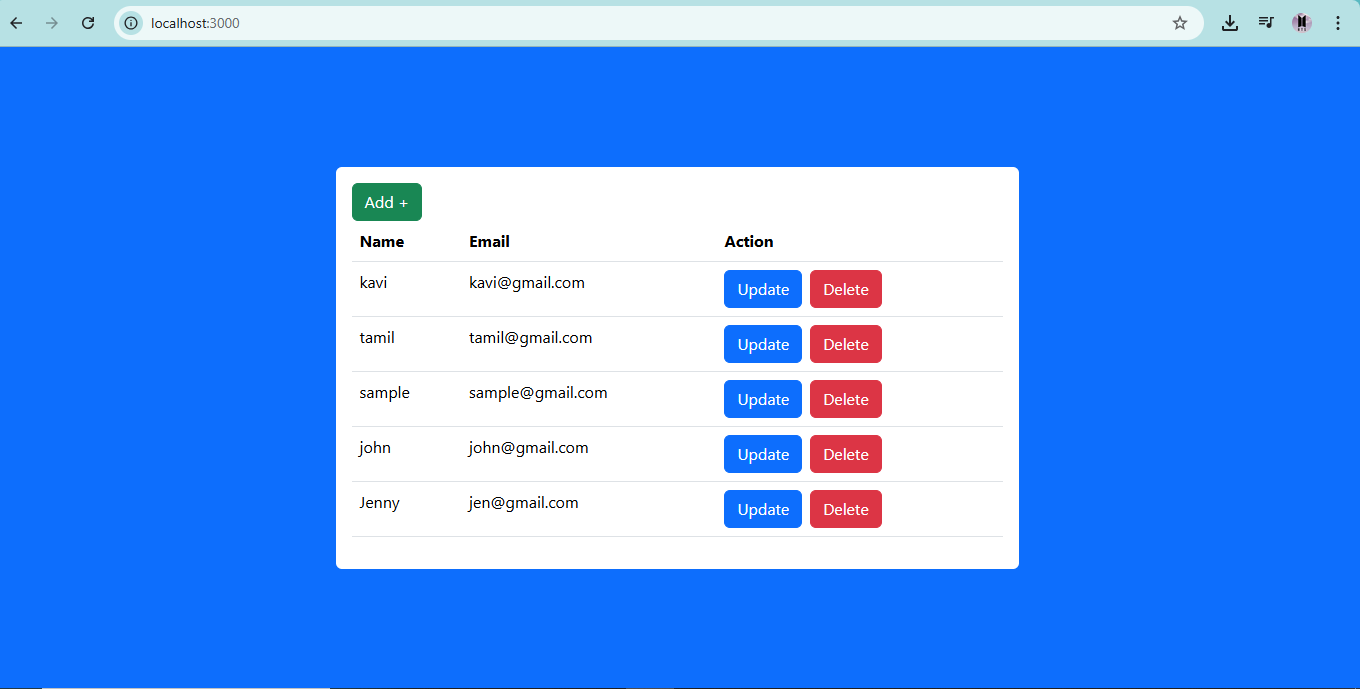 localhost:3000
Add +
Name Email Action
kavi kavi@gmail.com Update Delete
tamil tamil@gmail.com Update Delete
sample sample@gmail.com Update Delete
john john@gmail.com Update Delete
Jenny jen@gmail.com Update Delete